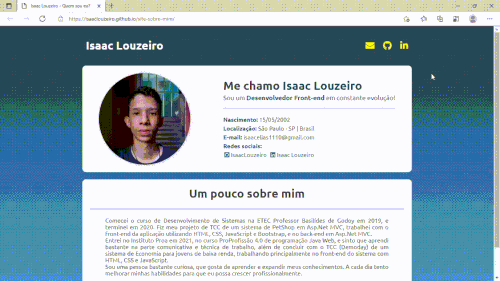 Isaac Louzeiro - Quem sou eu?
https://isaaclouzeiro.github.io/site-sobre-mim/
Isaac Louzeiro
Me chamo Isaac Louzeiro
Sou um Desenvolvedor Front-end em constante evolução!
Nascimento: 15/05/2002
Localização: São Paulo - SP | Brasil
E-mail: isaacelias1119@gmail.com
Redes sociais:
IsaacLouzeiro Isaac Louzeiro
Um pouco sobre mim
Comecei o curso de Desenvolvimento de Sistemas na ETEC Professor Basilides de Godoy em 2019, e
terminei em 2020. Fiz meu projeto de TCC de um sistema de PetShop em Asp.Net MVC, trabalhei com o
front-end da aplicação utilizando HTML, CSS, JavaScript e Bootstrap, e no back-end em Asp.Net MVC.
Entrei no Instituto Proa em 2021, no curso ProProfissão 4.0 de programação Java Web, e sinto que aprendi
bastante na parte comunicativa e técnica de trabalho, além de concluir com o TCC (Demoday) de um
sistema de Economia para jovens de baixa renda, trabalhando principalmente no front-end do sistema com
HTML, CSS e JavaScript.
Sou uma pessoa bastante curiosa, que gosta de aprender e expandir meus conhecimentos. A cada dia tento
melhorar minhas habilidades para que eu possa crescer profissionalmente.